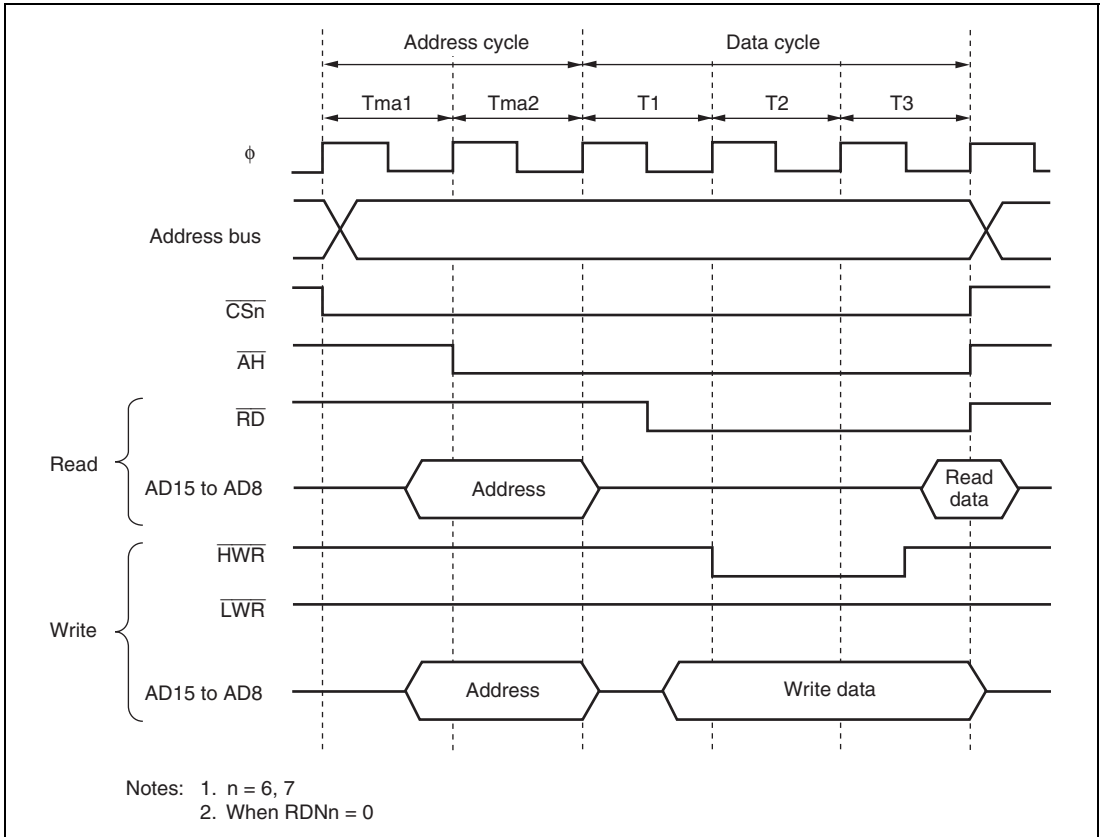 Address cycle Data cycle
Tma1 Tma2 T1 T2 T3
φ
Address bus
CSn
AH
RD
Read
AD15 to AD8 Address Read data
HWR
LWR
Write
AD15 to AD8 Address Write data
Notes: 1. n = 6, 7
2. When RDNn = 0